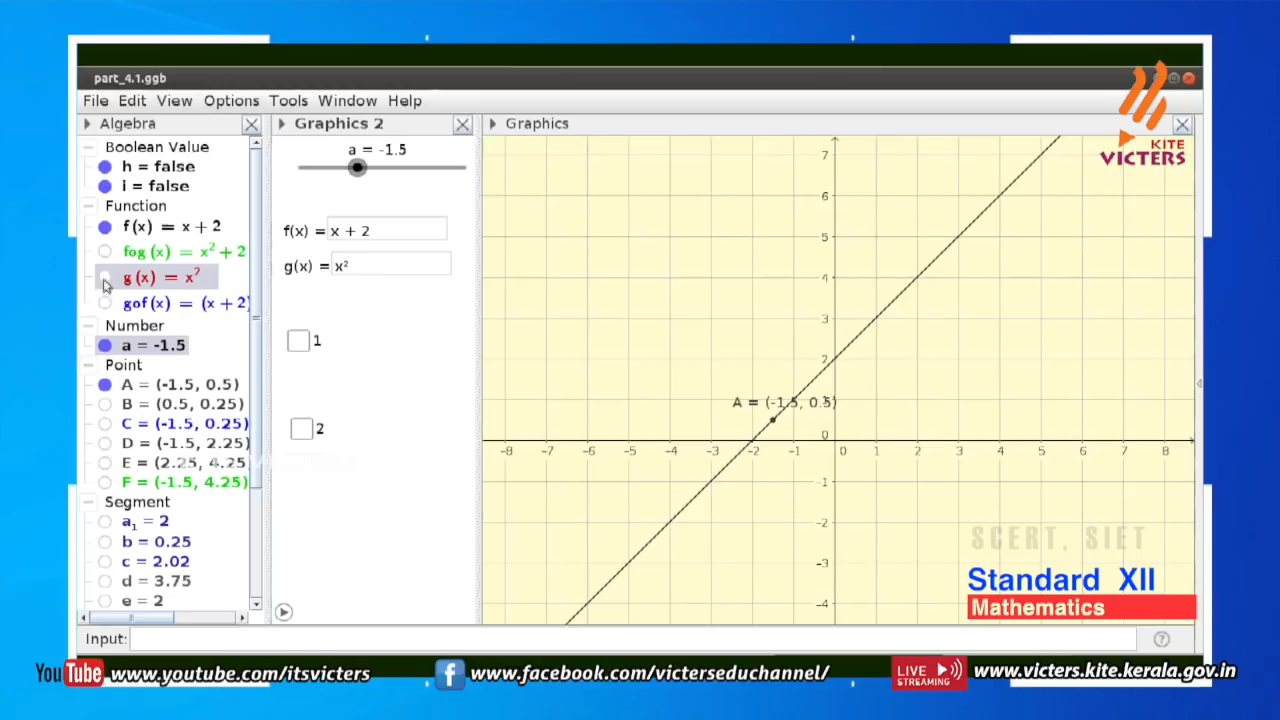 part_4.1.ggb
File Edit View Options Tools Window Help
Algebra
Graphics 2
Graphics
Boolean Value
h = false
i = false
Function
f(x) = x + 2
fog (x) = x² + 2
g (x) = x²
gof (x) = (x + 2)
Number
a = -1.5
Point
A = (-1.5, 0.5)
B = (0.5, 0.25)
C = (-1.5, 0.25)
D = (-1.5, 2.25)
E = (2.25, 4.25)
F = (-1.5, 4.25)
Segment
a₁ = 2
b = 0.25
c = 2.02
d = 3.75
e = 2
a = -1.5
f(x) = x + 2
g(x) = x²
1
2
7
6
5
4
3
2
0
-1
-2
-3
-4
A = (-1.5, 0.5)
-8 -7 -6 -5 -4 -3 -2 -1 0 1 2 3 4 5 6 7 8
KITE
VICTERS
SCERT, SIET
Standard XII
Mathematics
Input:
YouTube www.youtube.com/itsvicters
f www.facebook.com/victerseduchannel/
LIVE STREAMING www.victers.kite.kerala.gov.in